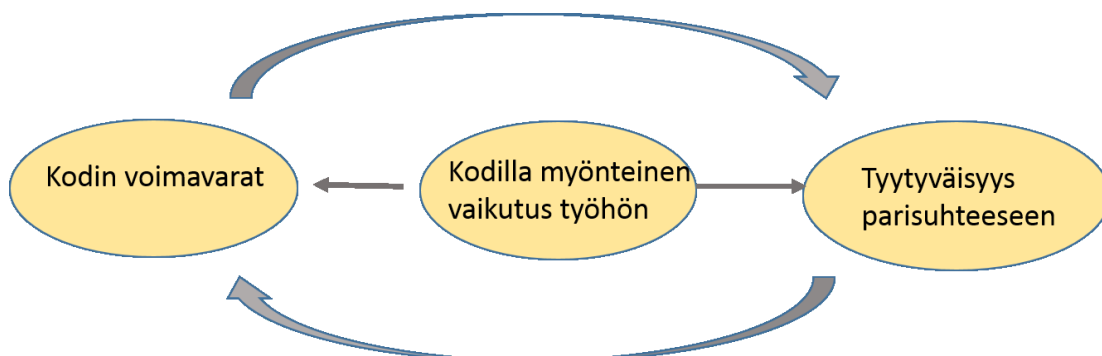 Kodin voimavarat
Kodilla myönteinen
vaikutus työhön
Tyytyväisyys
parisuhteeseen